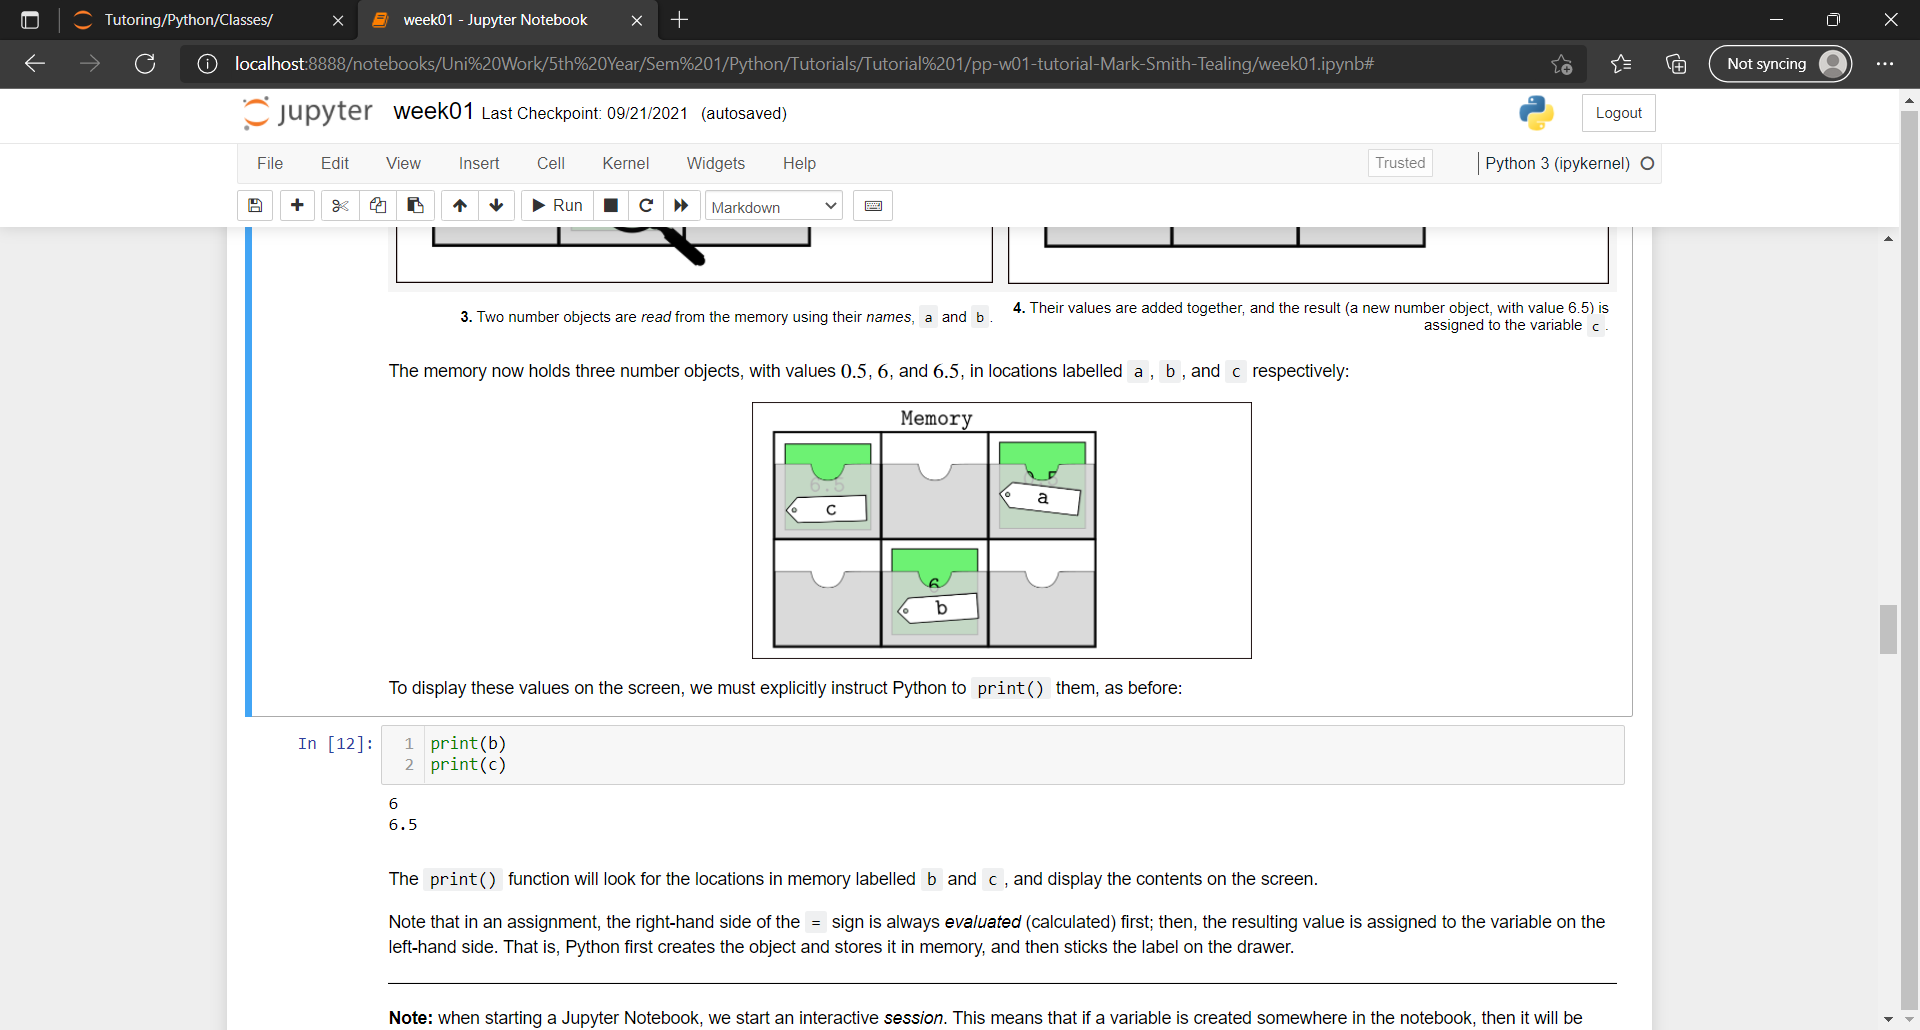 Tutoring/Python/Classes/
week01 - Jupyter Notebook
localhost:8888/notebooks/Uni%20Work/5th%20Year/Sem%201/Python/Tutorials/Tutorial%201/pp-w01-tutorial-Mark-Smith-Tealing/week01.ipynb#
Not syncing
jupyter week01 Last Checkpoint: 09/21/2021 (autosaved)
Logout
File Edit View Insert Cell Kernel Widgets Help
Trusted
Python 3 (ipykernel)
Run
Markdown
3. Two number objects are read from the memory using their names, a and b .
4. Their values are added together, and the result (a new number object, with value 6.5) is
assigned to the variable c .
The memory now holds three number objects, with values 0.5, 6, and 6.5, in locations labelled a , b , and c respectively:
Memory
6.5
c
a
6
b
To display these values on the screen, we must explicitly instruct Python to print() them, as before:
In [12]:
1 print(b)
2 print(c)
6
6.5
The print() function will look for the locations in memory labelled b and c , and display the contents on the screen.
Note that in an assignment, the right-hand side of the = sign is always evaluated (calculated) first; then, the resulting value is assigned to the variable on the
left-hand side. That is, Python first creates the object and stores it in memory, and then sticks the label on the drawer.
Note: when starting a Jupyter Notebook, we start an interactive session. This means that if a variable is created somewhere in the notebook, then it will be